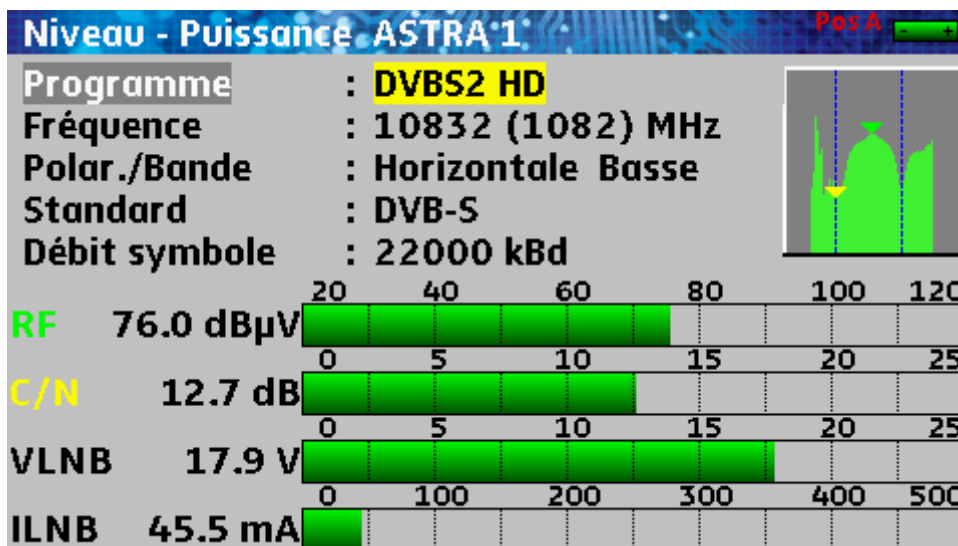 Niveau - Puissance ASTRA 1 Pos A - +
Programme : DVBS2 HD
Fréquence : 10832 (1082) MHz
Polar./Bande : Horizontale Basse
Standard : DVB-S
Débit symbole : 22000 kBd
20 40 60 80 100 120
RF 76.0 dBµV
0 5 10 15 20 25
C/N 12.7 dB
0 5 10 15 20 25
VLNB 17.9 V
0 100 200 300 400 500
ILNB 45.5 mA